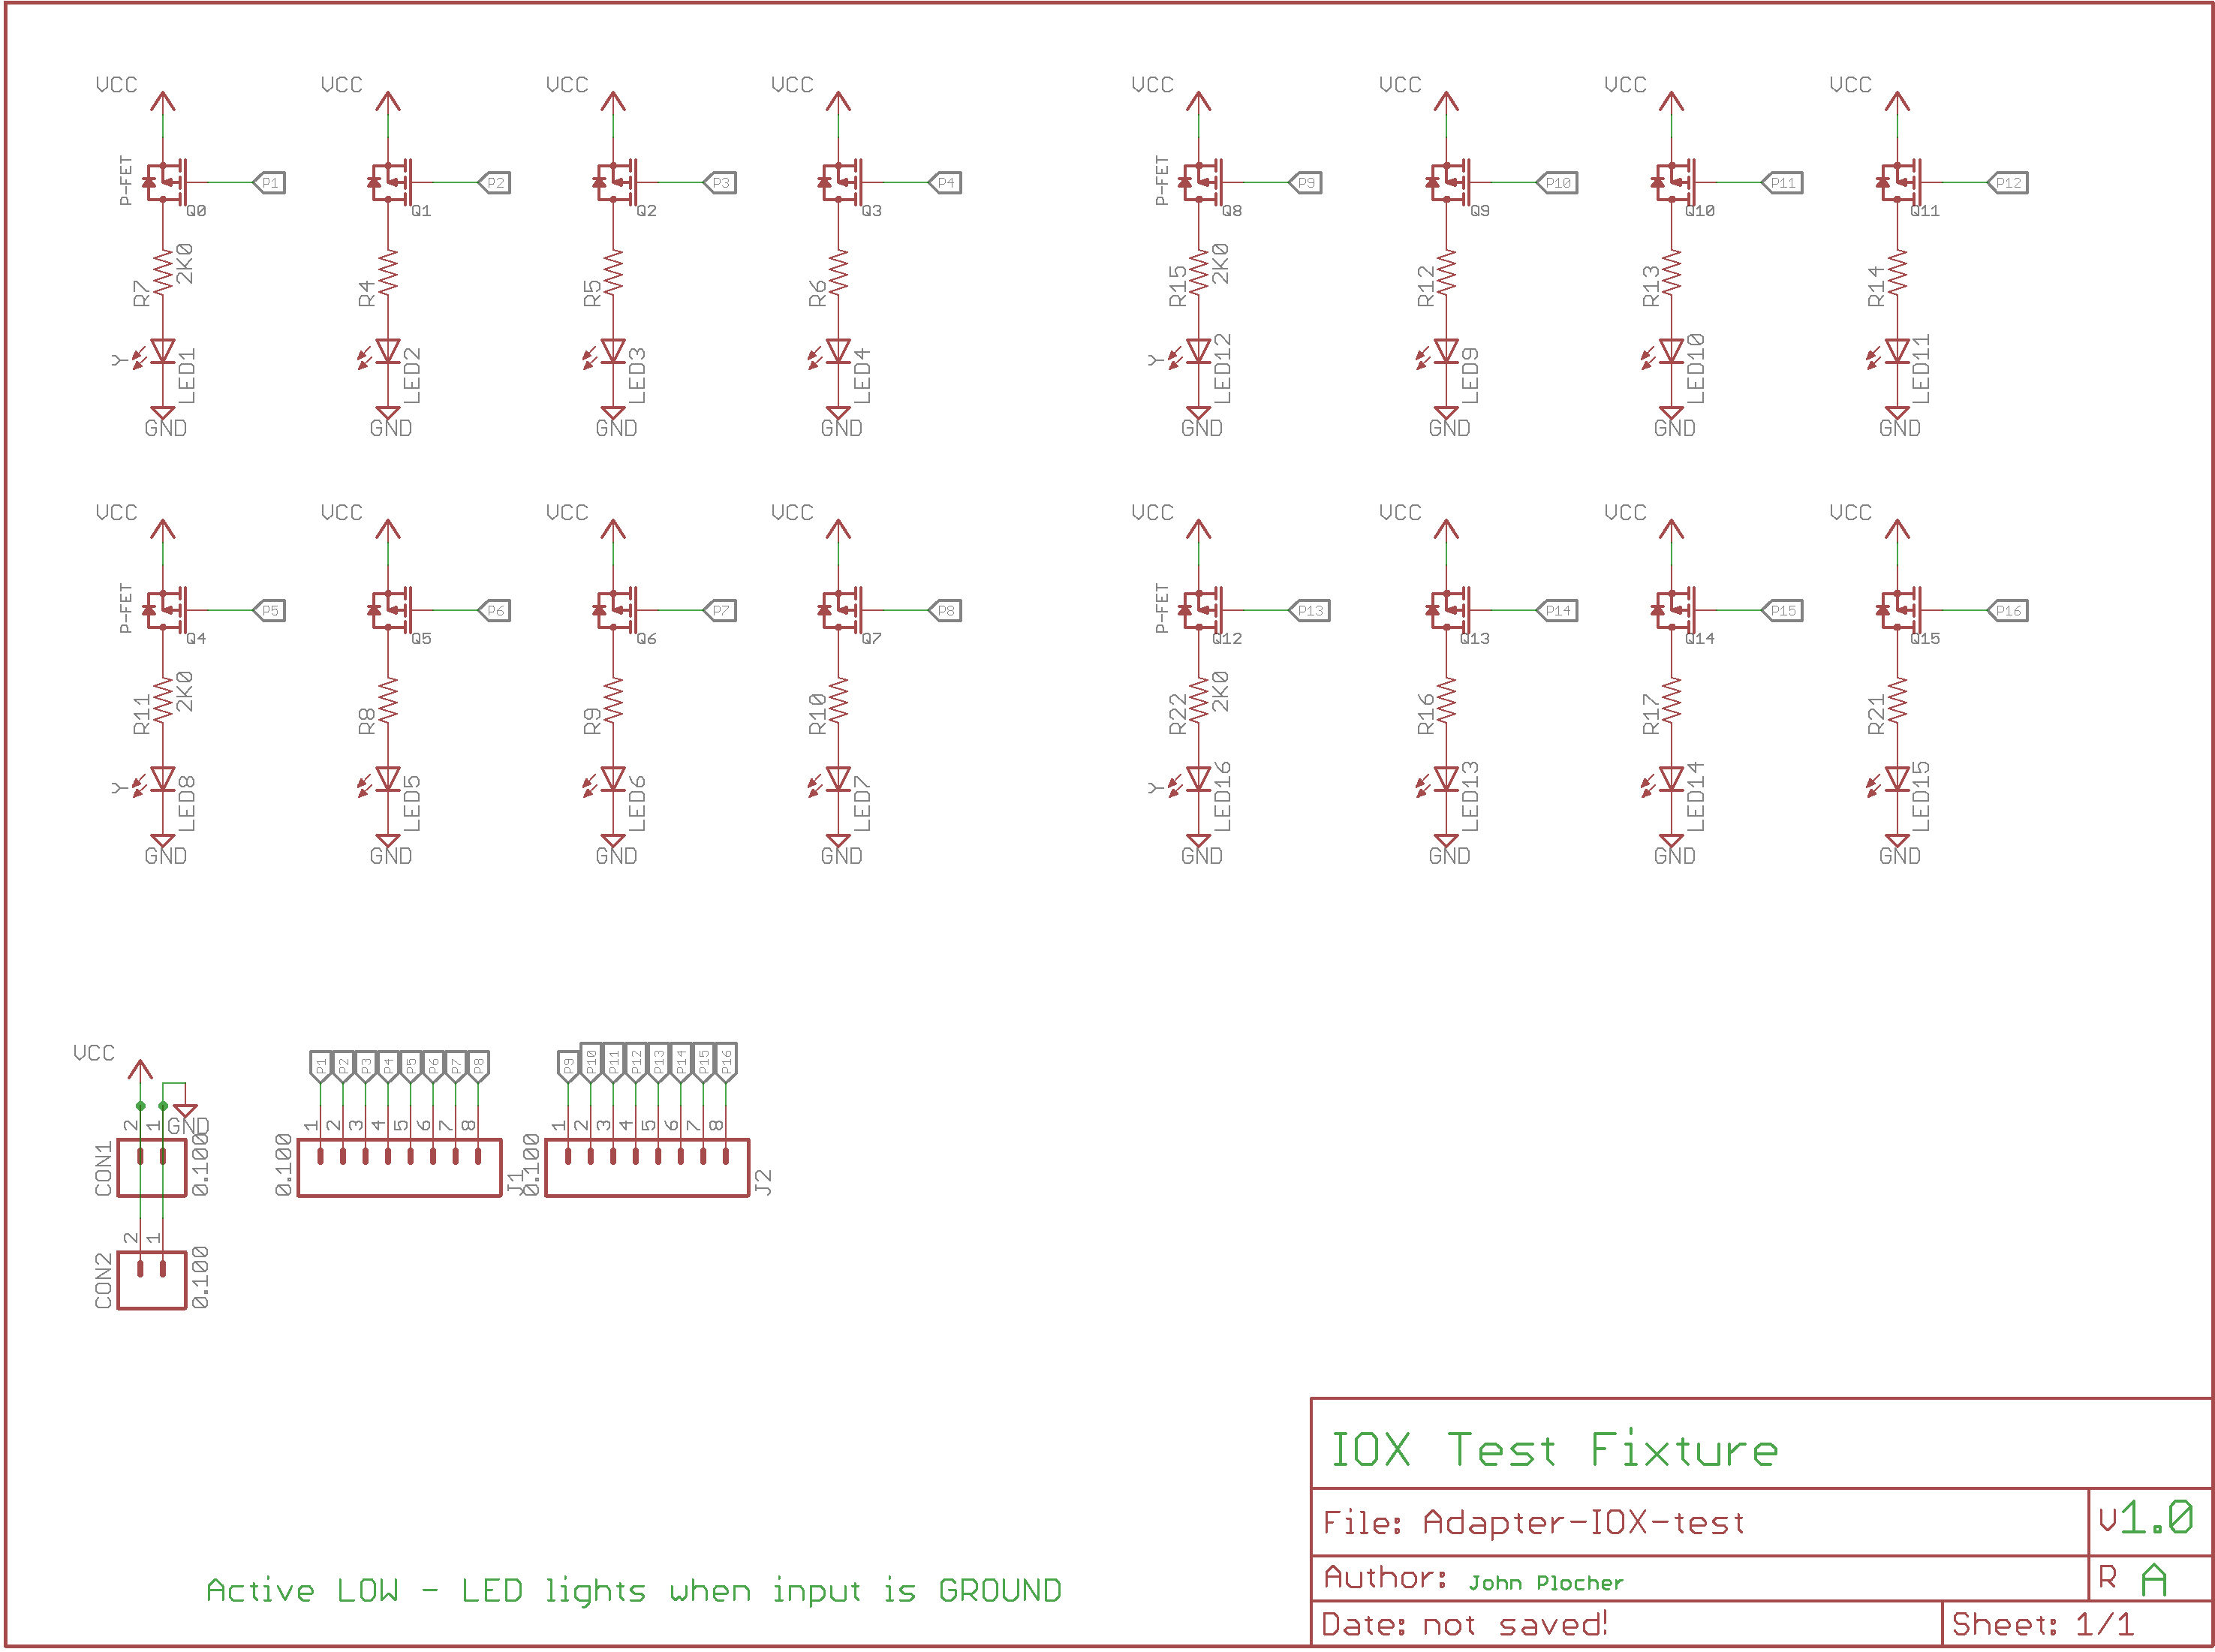 VCC VCC VCC VCC VCC VCC VCC VCC
P-FET P1 P2 P3 P4 P-FET P9 P10 P11 P12
Q0 Q1 Q2 Q3 Q8 Q9 Q10 Q11
R7 2K0 R4 R5 R6 R15 2K0 R12 R13 R14
Y LED1 LED2 LED3 LED4 Y LED12 LED9 LED10 LED11
GND GND GND GND GND GND GND GND
VCC VCC VCC VCC VCC VCC VCC VCC
P-FET P5 P6 P7 P8 P-FET P13 P14 P15 P16
Q4 Q5 Q6 Q7 Q12 Q13 Q14 Q15
R11 2K0 R8 R9 R10 R22 2K0 R16 R17 R21
Y LED8 LED5 LED6 LED7 Y LED16 LED13 LED14 LED15
GND GND GND GND GND GND GND GND
VCC
P1 P2 P3 P4 P5 P6 P7 P8 P9 P10 P11 P12 P13 P14 P15 P16
2 1 GND 1 2 3 4 5 6 7 8 1 2 3 4 5 6 7 8
CON1 0.100 0.100 J1 0.100 J2
2 1
CON2 0.100
IOX Test Fixture
File: Adapter-IOX-test V1.0
Author: John Plocher R A
Active LOW - LED lights when input is GROUND
Date: not saved! Sheet: 1/1